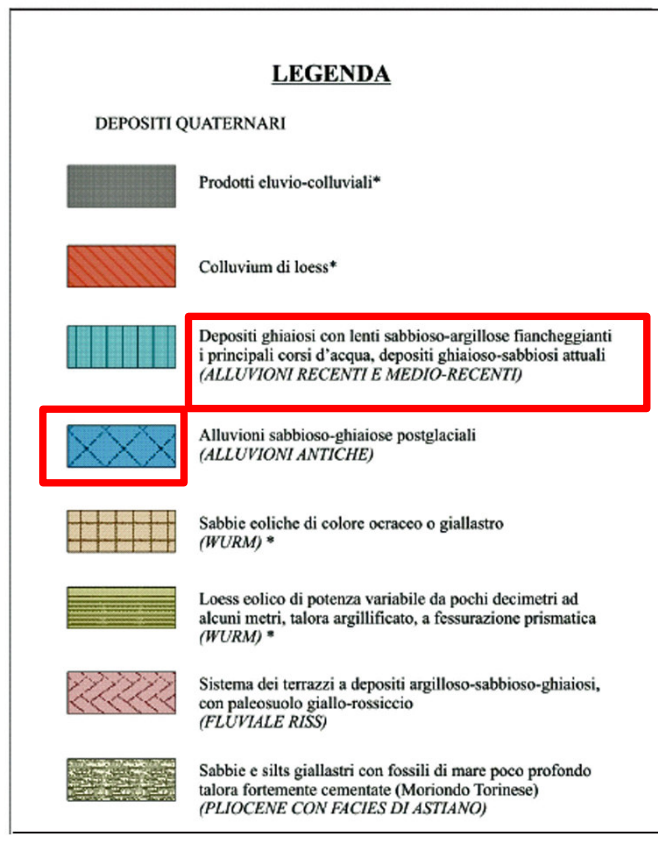 LEGENDA
DEPOSITI QUATERNARI
Prodotti eluvio-colluviali*
Colluvium di loess*
Depositi ghiaiosi con lenti sabbioso-argillose fiancheggianti
i principali corsi d'acqua, depositi ghiaioso-sabbiosi attuali
(ALLUVIONI RECENTI E MEDIO-RECENTI)
Alluvioni sabbioso-ghiaiose postglaciali
(ALLUVIONI ANTICHE)
Sabbie eoliche di colore ocraceo o giallastro
(WURM) *
Loess eolico di potenza variabile da pochi decimetri ad
alcuni metri, talora argillificato, a fessurazione prismatica
(WURM) *
Sistema dei terrazzi a depositi argilloso-sabbioso-ghiaiosi,
con paleosuolo giallo-rossiccio
(FLUVIALE RISS)
Sabbie e silts giallastri con fossili di mare poco profondo
talora fortemente cementate (Moriondo Torinese)
(PLIOCENE CON FACIES DI ASTIANO)